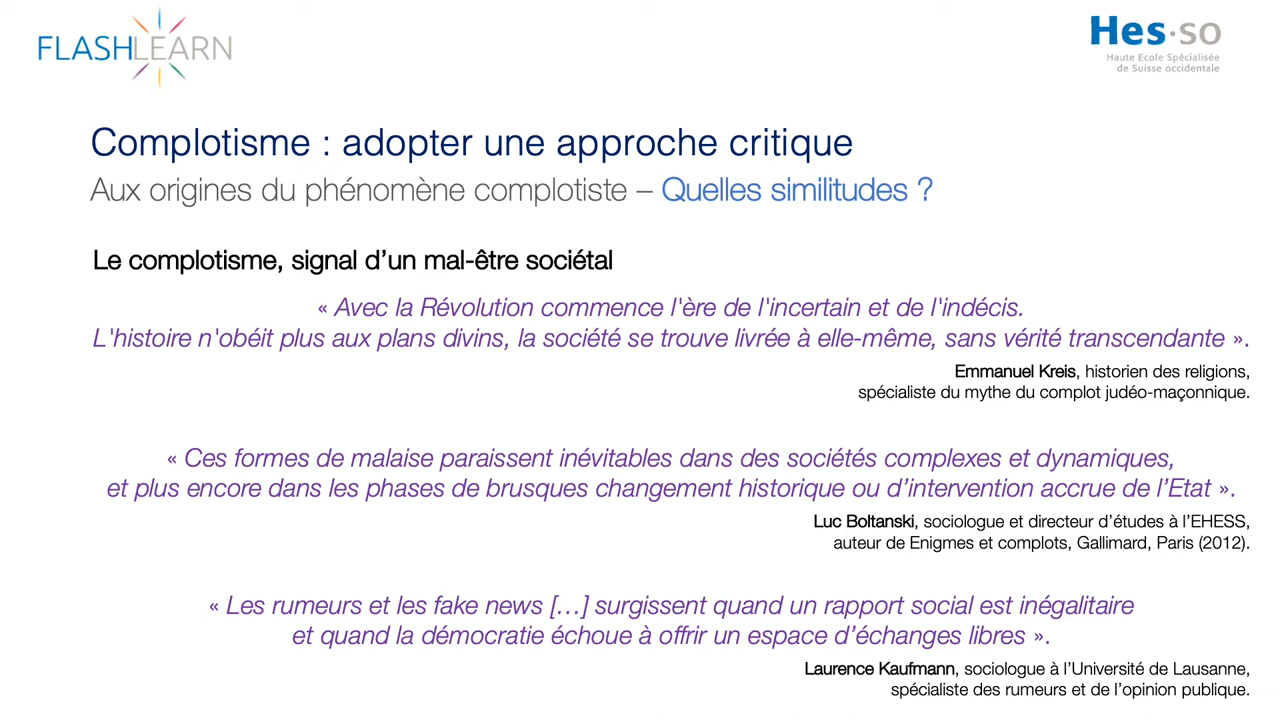 FLASHLEARN
Hes·so
Haute Ecole Spécialisée
de Suisse occidentale
Complotisme : adopter une approche critique
Aux origines du phénomène complotiste – Quelles similitudes ?
Le complotisme, signal d’un mal-être sociétal
« Avec la Révolution commence l'ère de l'incertain et de l'indécis.
L'histoire n'obéit plus aux plans divins, la société se trouve livrée à elle-même, sans vérité transcendante ».
Emmanuel Kreis, historien des religions,
spécialiste du mythe du complot judéo-maçonnique.
« Ces formes de malaise paraissent inévitables dans des sociétés complexes et dynamiques,
et plus encore dans les phases de brusques changement historique ou d’intervention accrue de l’Etat ».
Luc Boltanski, sociologue et directeur d’études à l’EHESS,
auteur de Enigmes et complots, Gallimard, Paris (2012).
« Les rumeurs et les fake news […] surgissent quand un rapport social est inégalitaire
et quand la démocratie échoue à offrir un espace d’échanges libres ».
Laurence Kaufmann, sociologue à l’Université de Lausanne,
spécialiste des rumeurs et de l’opinion publique.